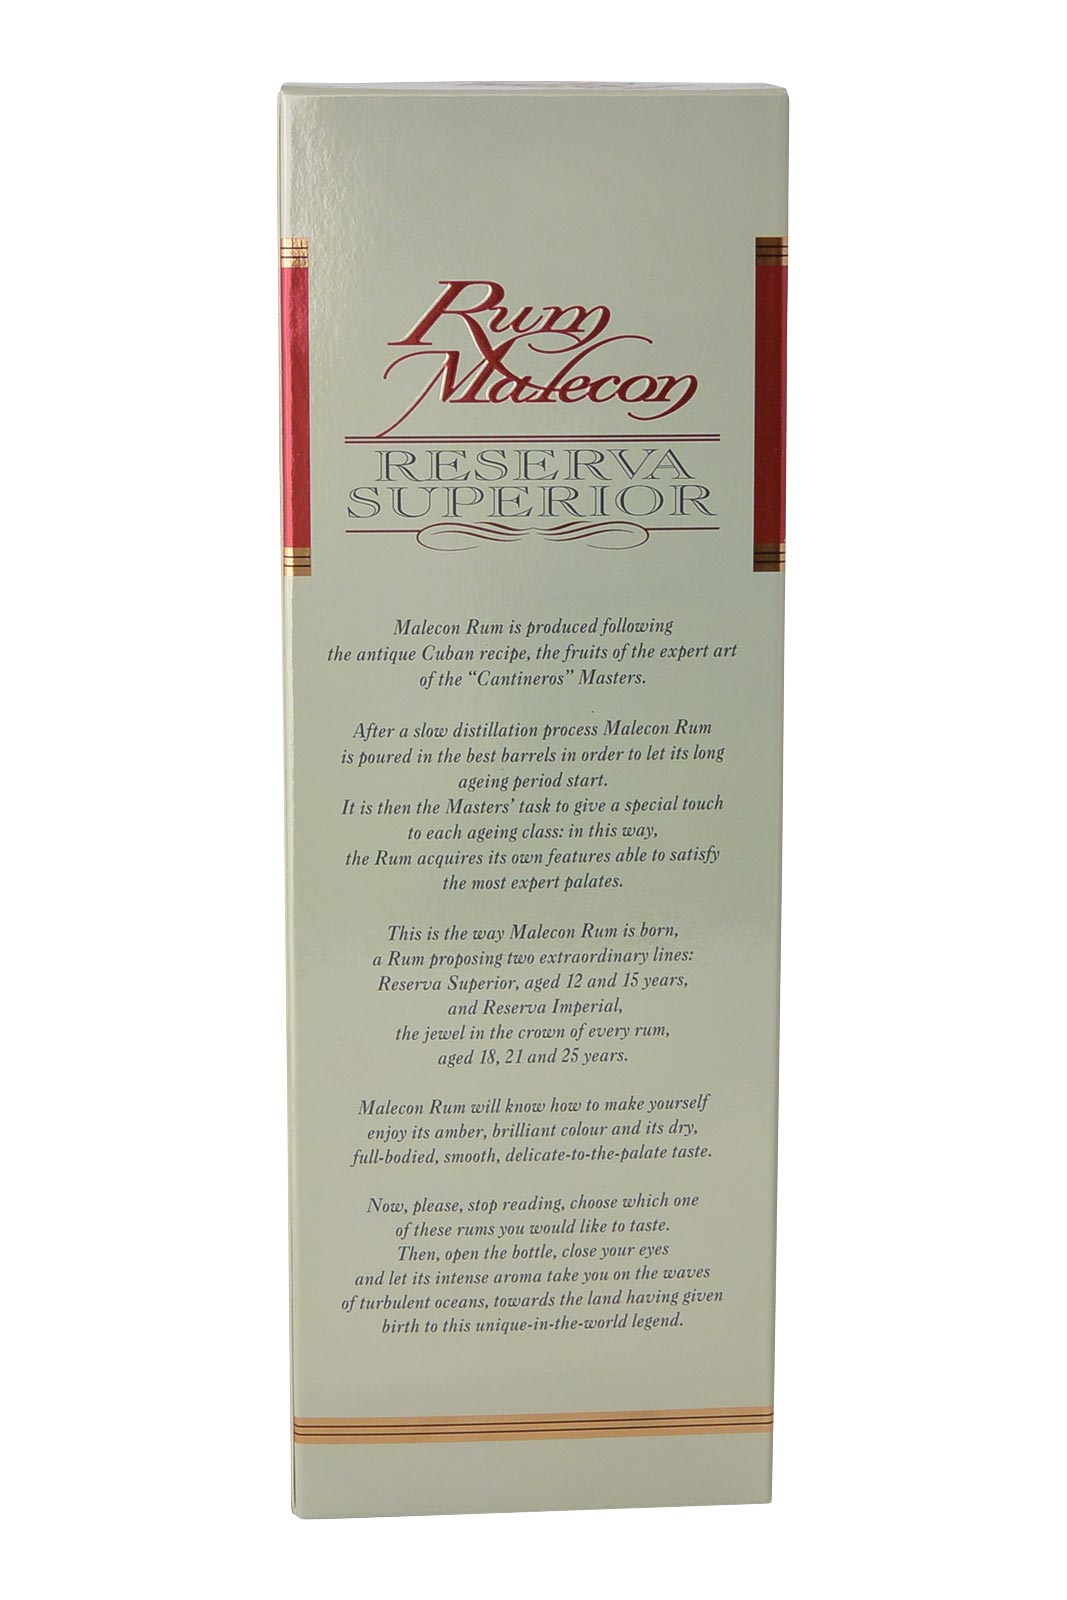 Rum
Malecon
RESERVA
SUPERIOR
Malecon Rum is produced following
the antique Cuban recipe, the fruits of the expert art
of the “Cantineros” Masters.
After a slow distillation process Malecon Rum
is poured in the best barrels in order to let its long
ageing period start.
It is then the Masters’ task to give a special touch
to each ageing class: in this way,
the Rum acquires its own features able to satisfy
the most expert palates.
This is the way Malecon Rum is born,
a Rum proposing two extraordinary lines:
Reserva Superior, aged 12 and 15 years,
and Reserva Imperial,
the jewel in the crown of every rum,
aged 18, 21 and 25 years.
Malecon Rum will know how to make yourself
enjoy its amber, brilliant colour and its dry,
full-bodied, smooth, delicate-to-the-palate taste.
Now, please, stop reading, choose which one
of these rums you would like to taste.
Then, open the bottle, close your eyes
and let its intense aroma take you on the waves
of turbulent oceans, towards the land having given
birth to this unique-in-the-world legend.